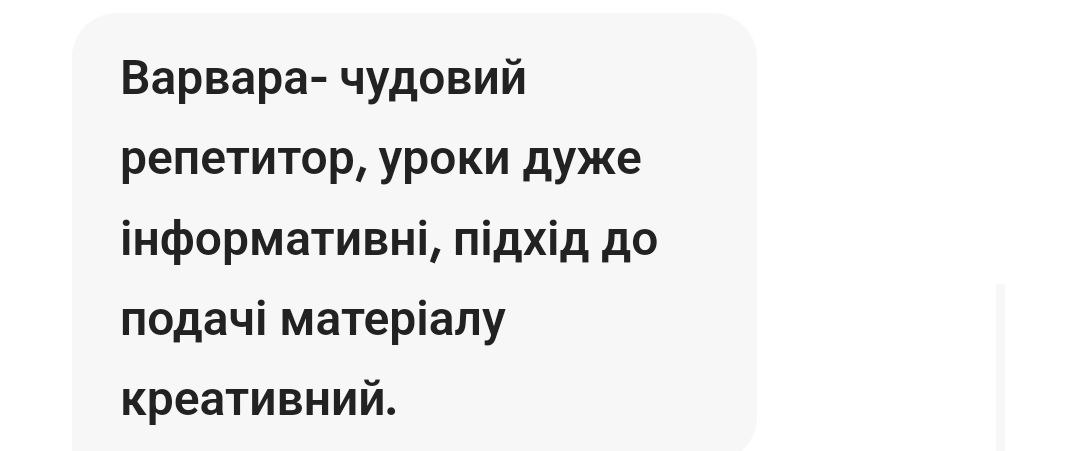 Варвара- чудовий
репетитор, уроки дуже
інформативні, підхід до
подачі матеріалу
креативний.